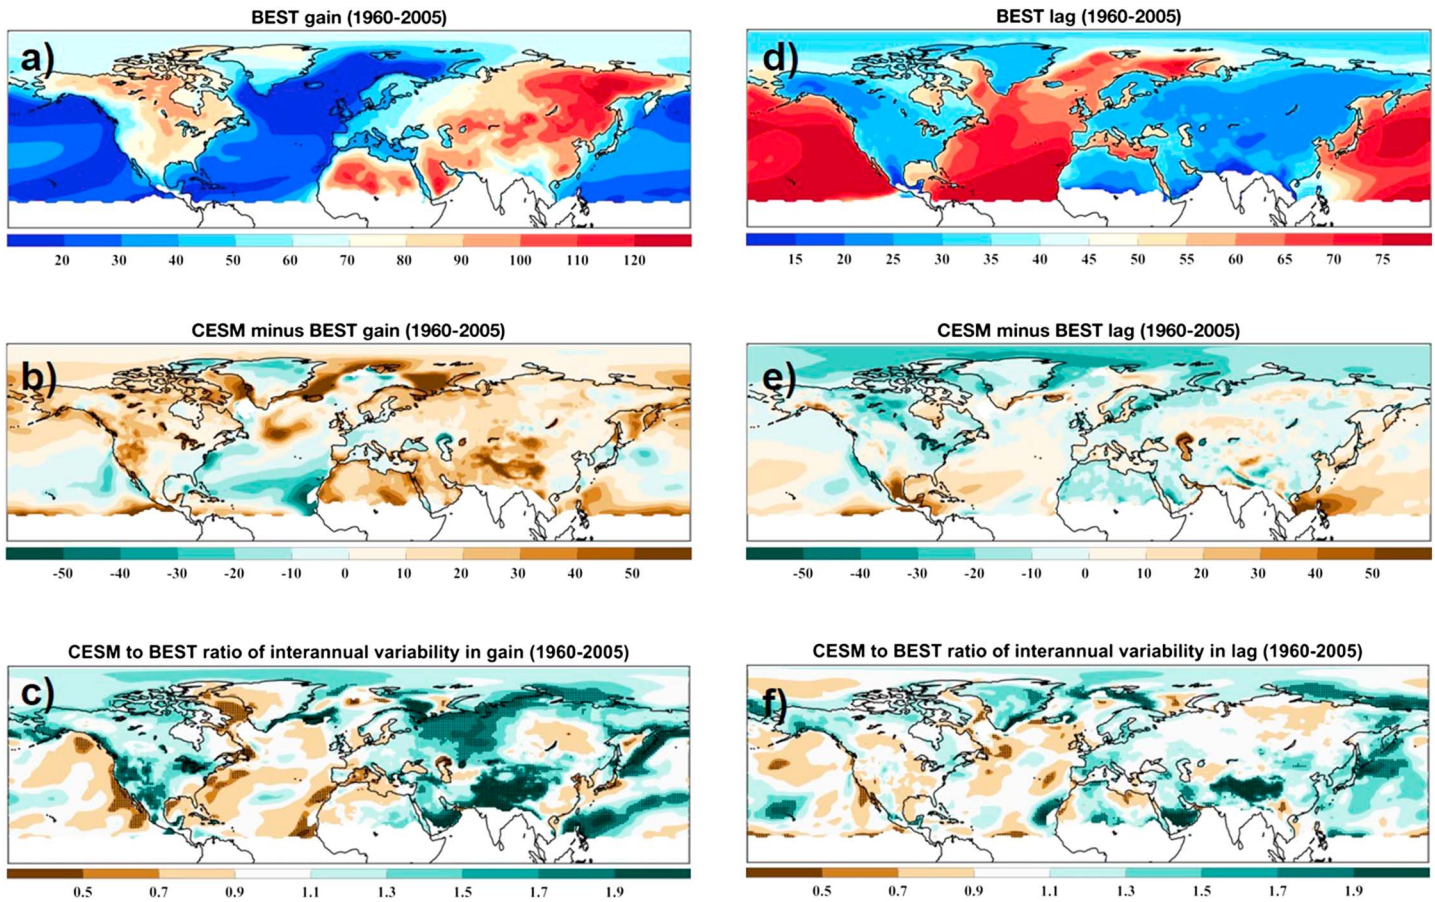 BEST gain (1960-2005)
a)
20 30 40 50 60 70 80 90 100 110 120
BEST lag (1960-2005)
d)
15 20 25 30 35 40 45 50 55 60 65 70 75
CESM minus BEST gain (1960-2005)
b)
-50 -40 -30 -20 -10 0 10 20 30 40 50
CESM minus BEST lag (1960-2005)
e)
-50 -40 -30 -20 -10 0 10 20 30 40 50
CESM to BEST ratio of interannual variability in gain (1960-2005)
c)
0.5 0.7 0.9 1.1 1.3 1.5 1.7 1.9
CESM to BEST ratio of interannual variability in lag (1960-2005)
f)
0.5 0.7 0.9 1.1 1.3 1.5 1.7 1.9